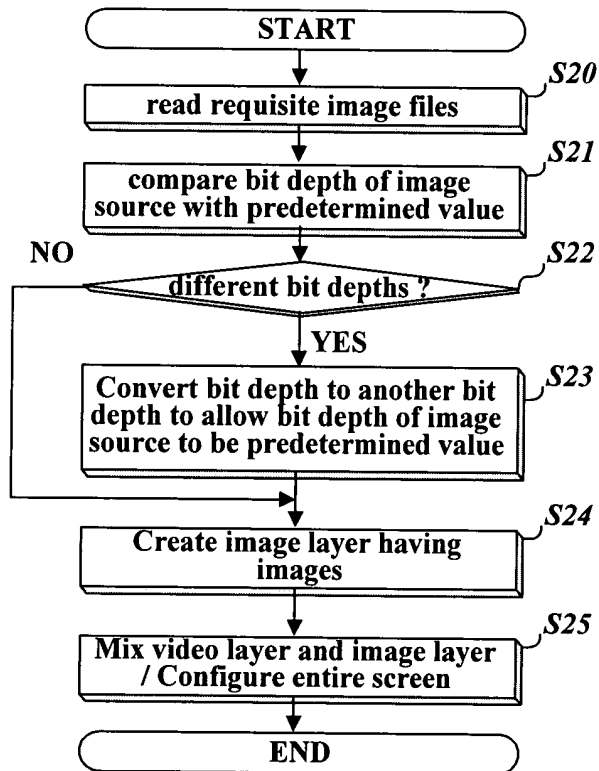 START
S20
read requisite image files
S21
compare bit depth of image
source with predetermined value
NO
S22
different bit depths ?
YES
S23
Convert bit depth to another bit
depth to allow bit depth of image
source to be predetermined value
S24
Create image layer having
images
S25
Mix video layer and image layer
/ Configure entire screen
END